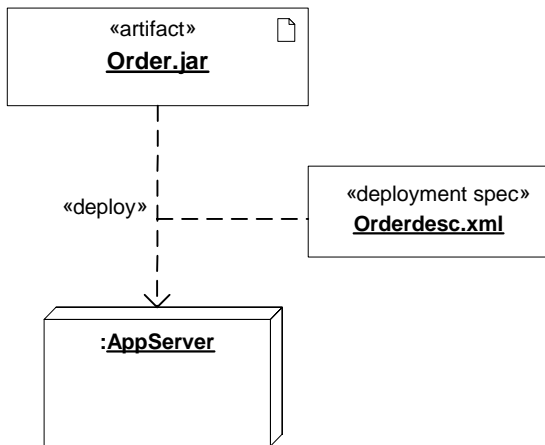 «artifact»
Order.jar
«deploy»
«deployment spec»
Orderdesc.xml
:AppServer